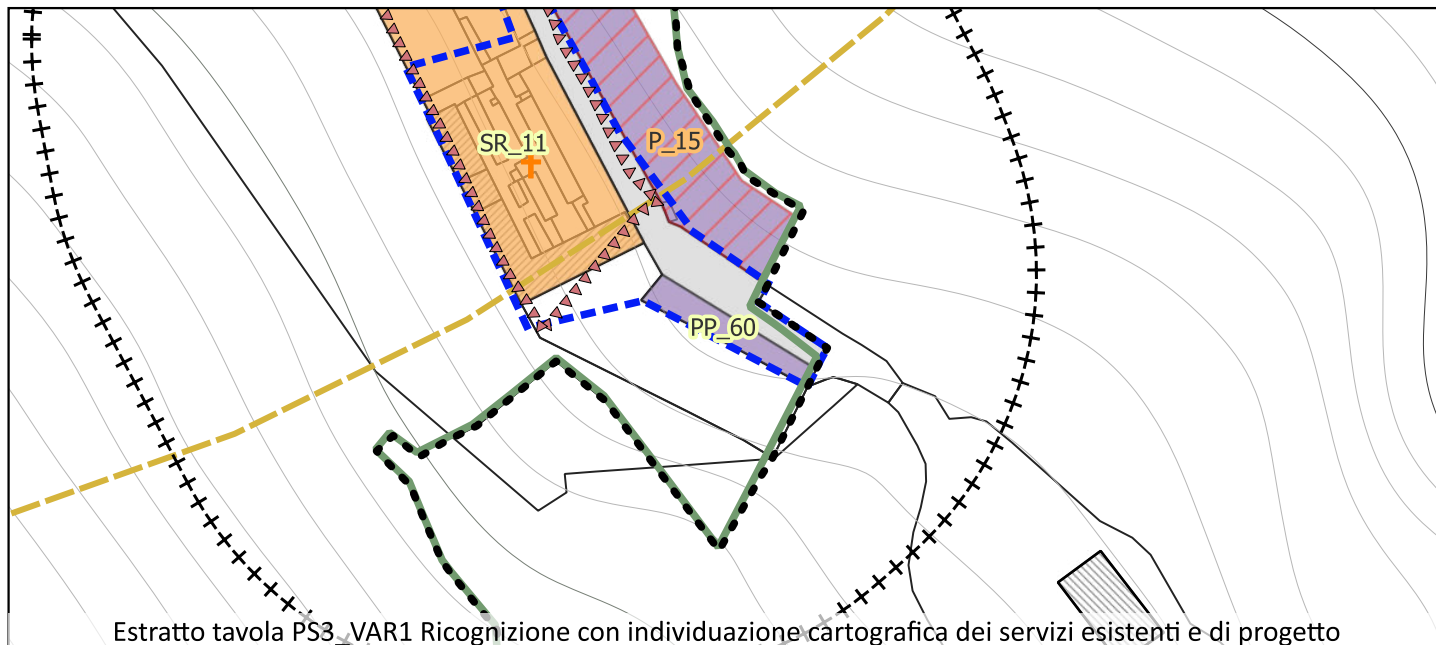 SR_11
P_15
PP_60
Estratto tavola PS3_VAR1 Ricognizione con individuazione cartografica dei servizi esistenti e di progetto